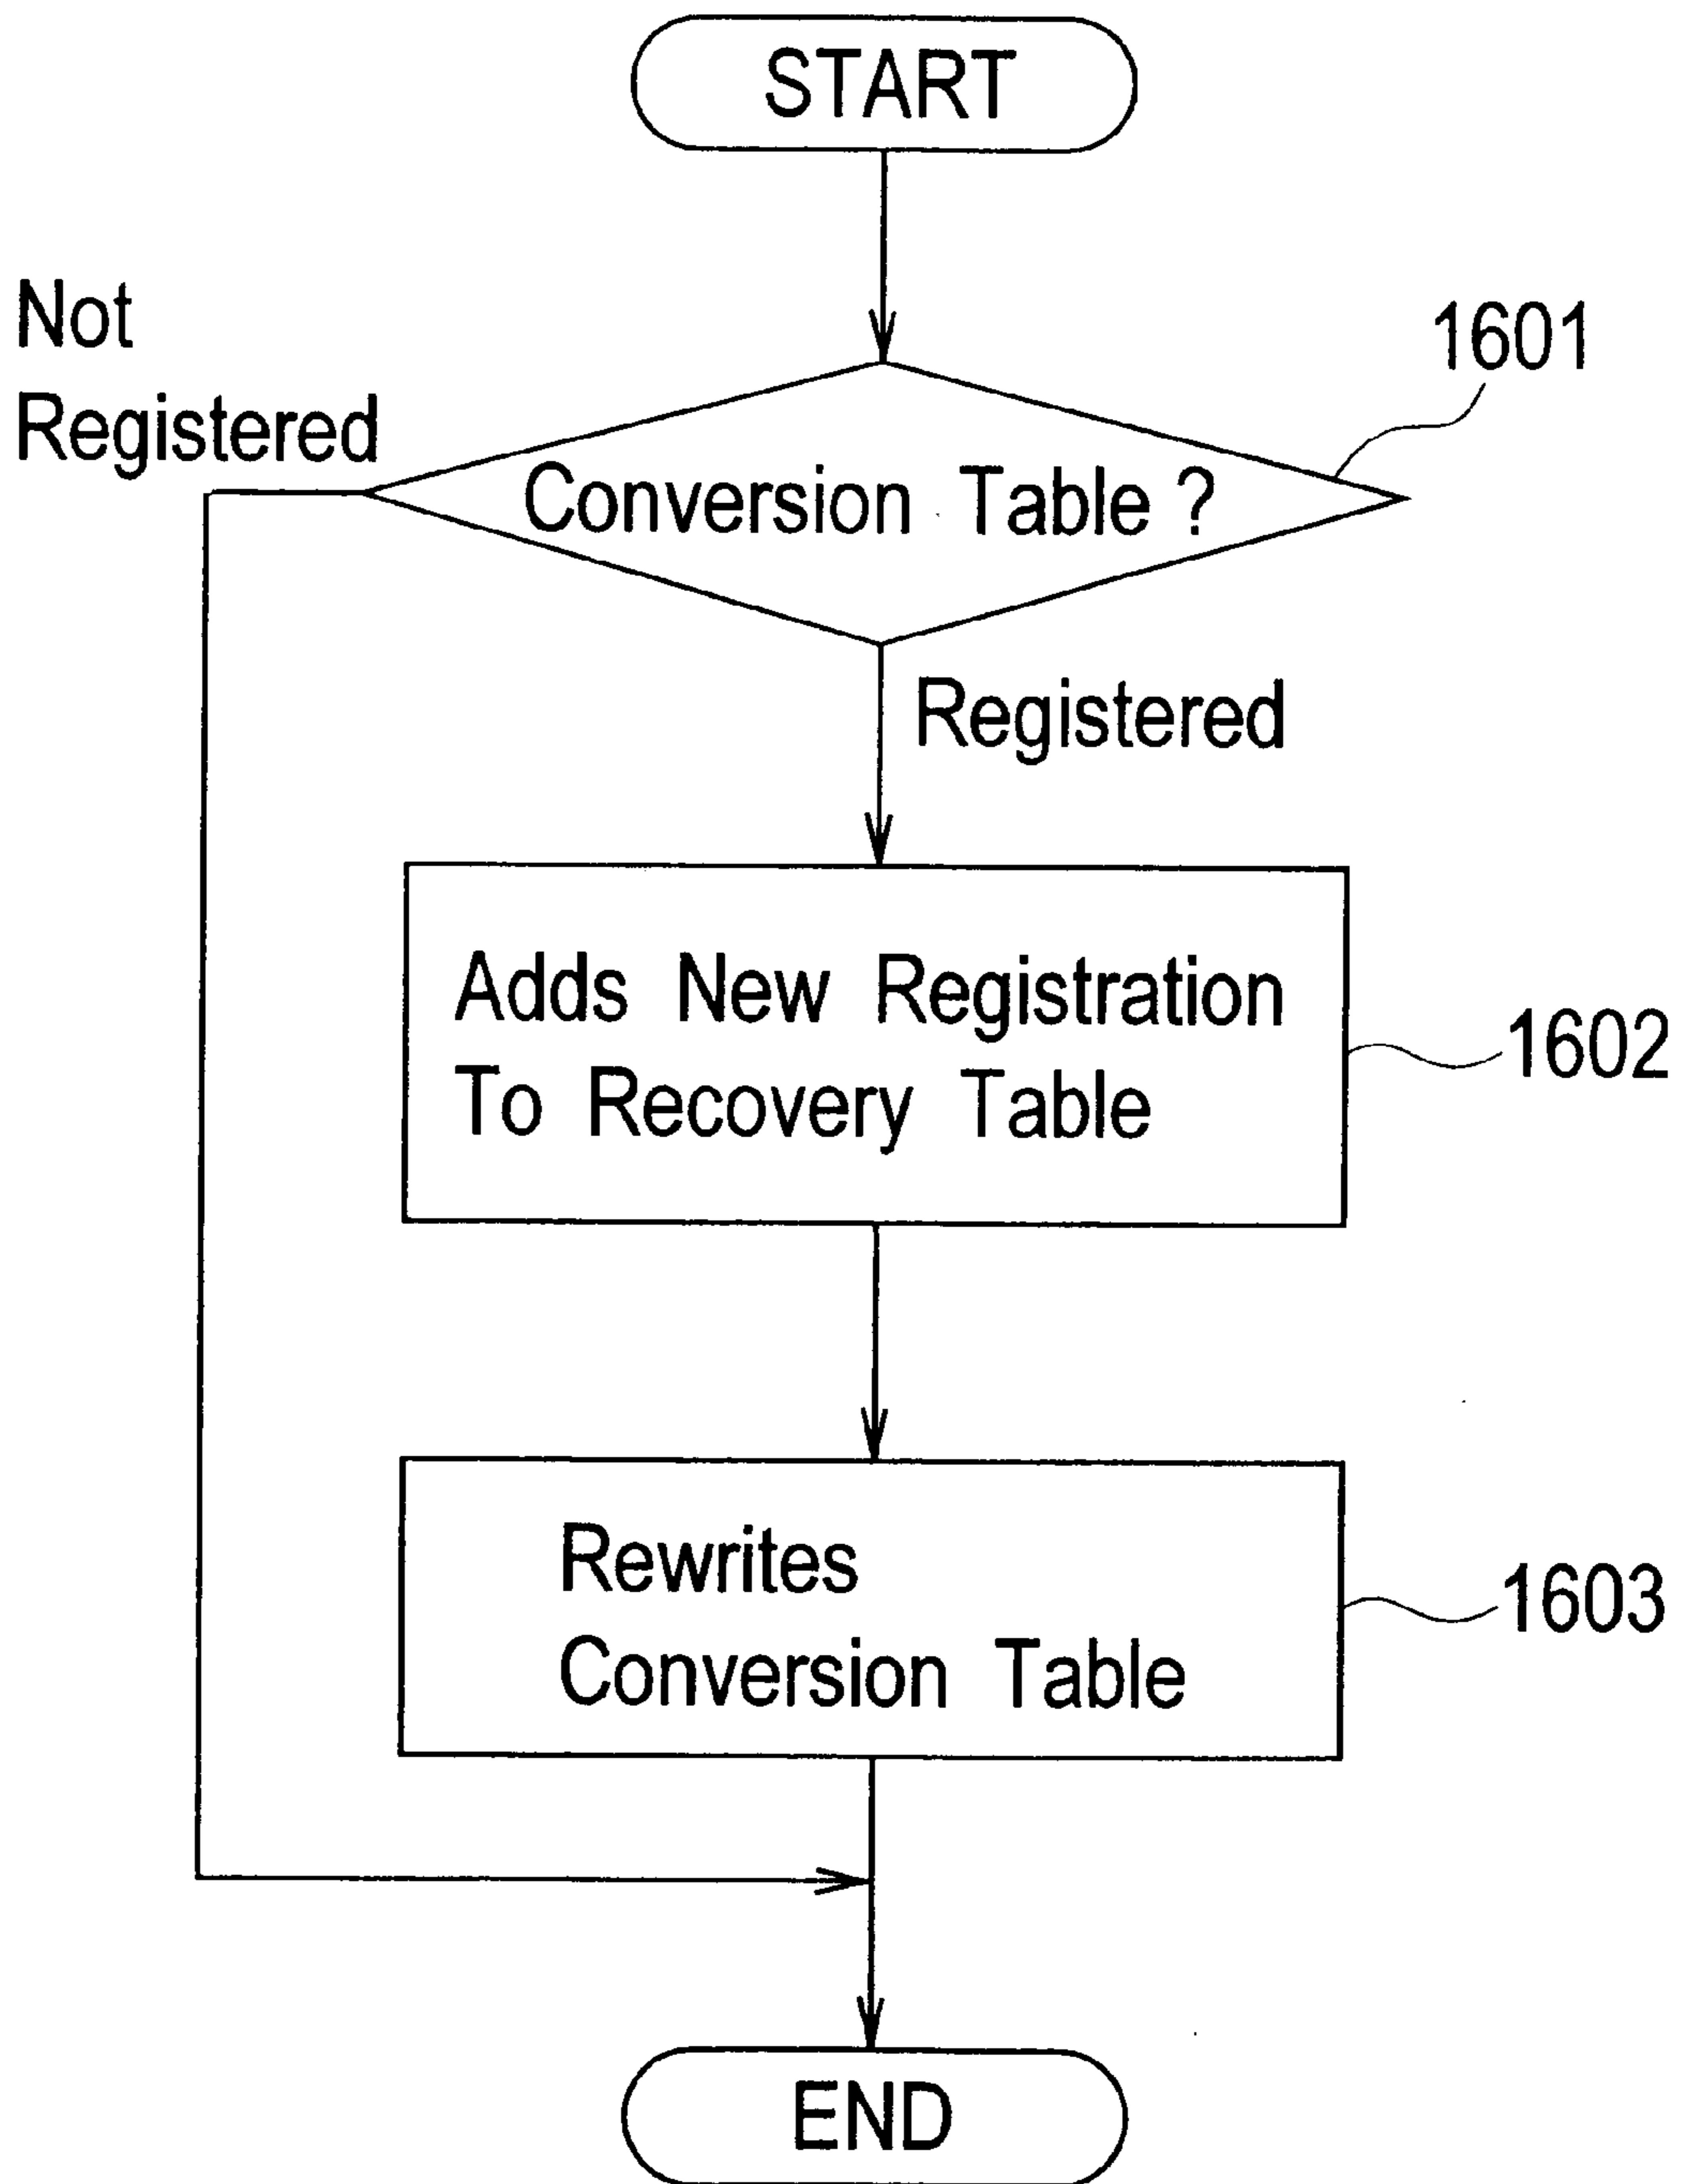 START
Not
Registered
1601
Conversion Table ?
Registered
Adds New Registration
To Recovery Table
1602
Rewrites
Conversion Table
1603
END